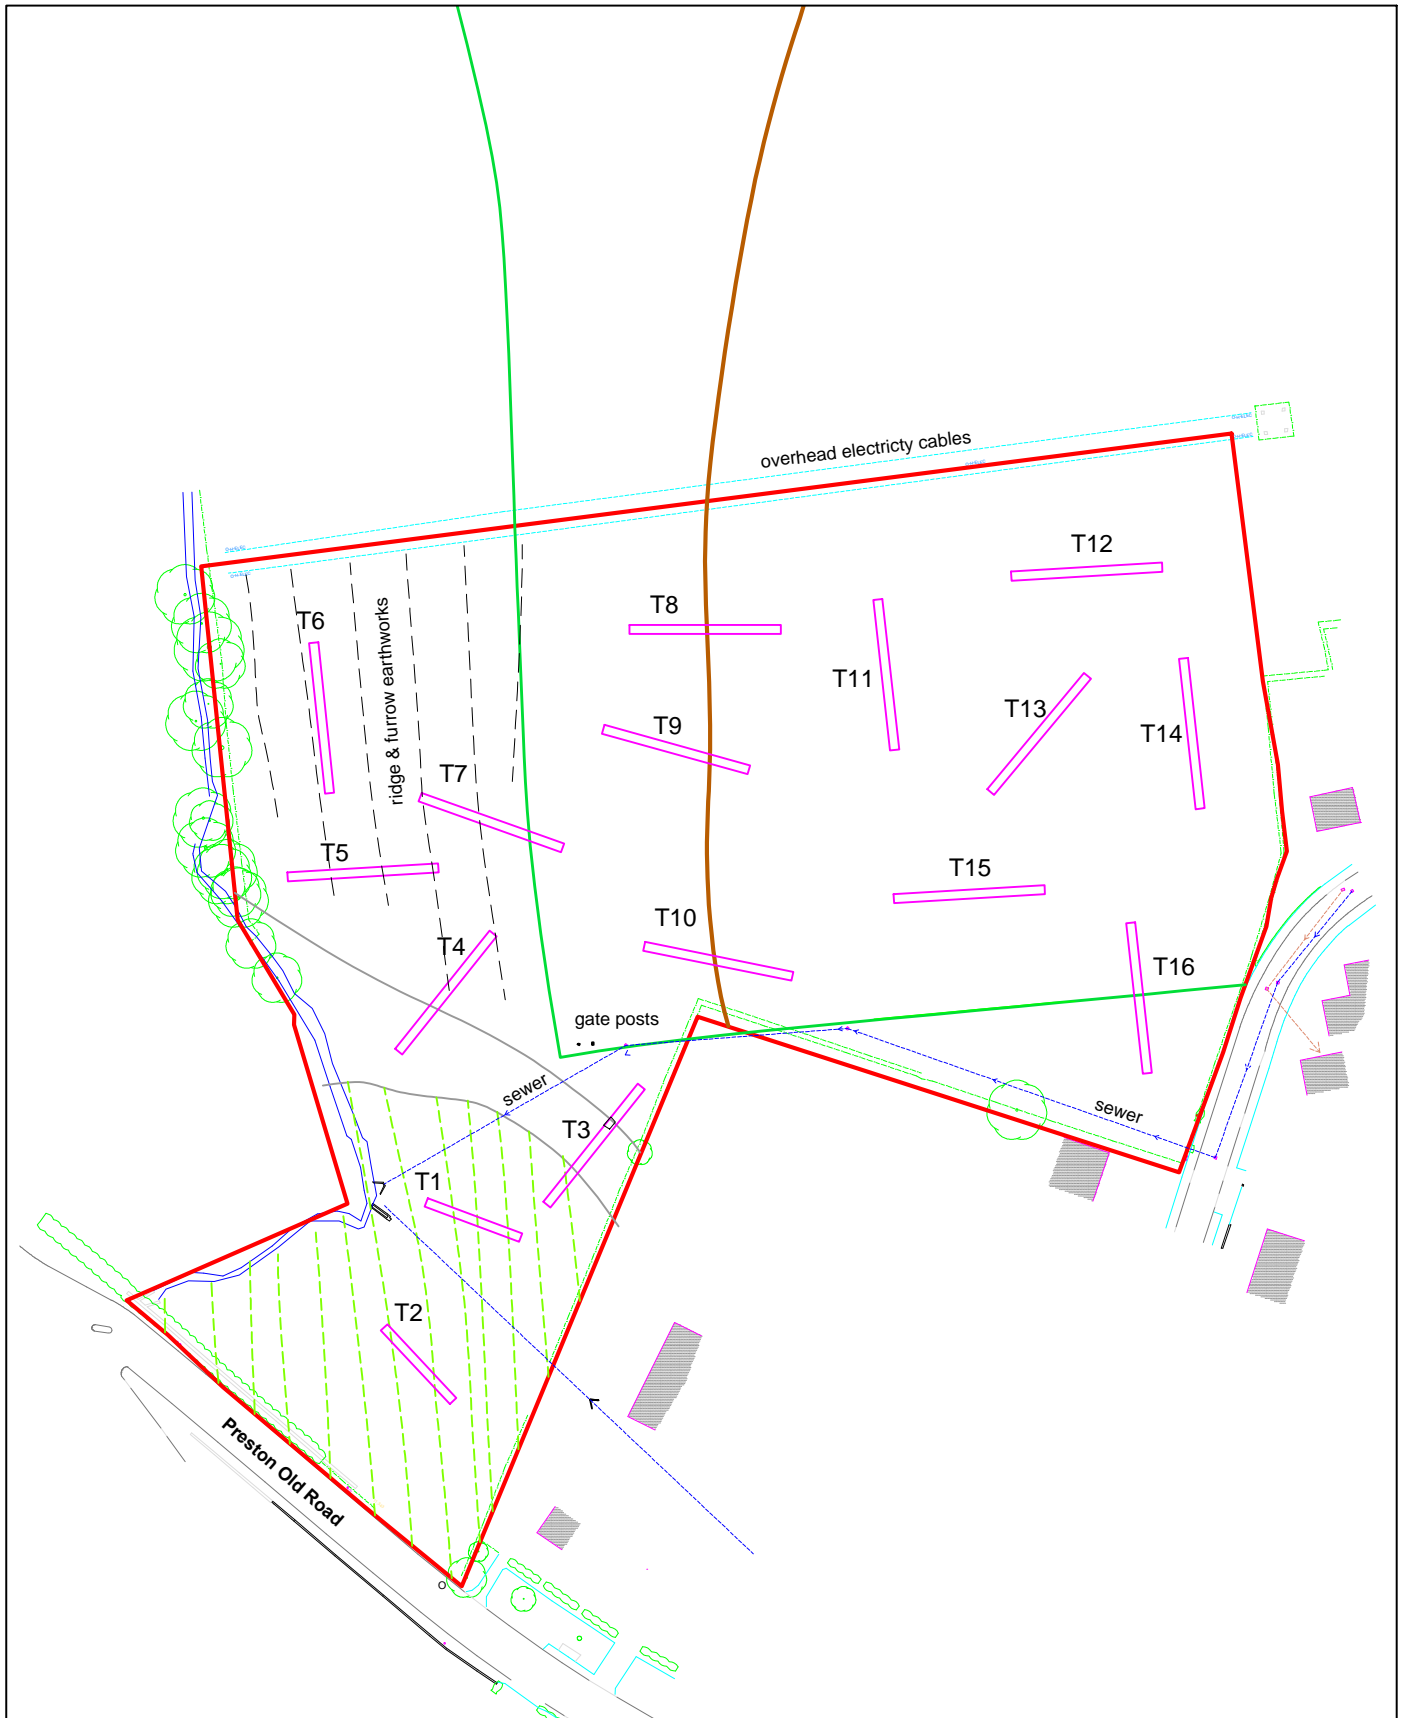 overhead electricty cables
T12
T8
T6
ridge & furrow earthworks
T11
T13
T9
T14
T7
T5
T15
T10
T4
T16
gate posts
sewer
sewer
T3
T1
T2
Preston Old Road